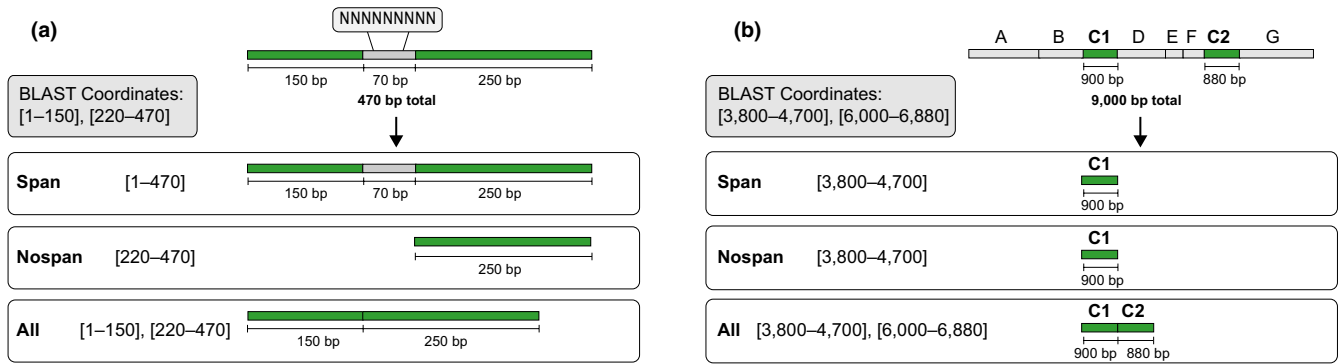 (a)
NNNNNNNNN
150 bp 70 bp 250 bp
470 bp total
BLAST Coordinates:
[1–150], [220–470]
Span [1–470]
150 bp 70 bp 250 bp
Nospan [220–470]
250 bp
All [1–150], [220–470]
150 bp 250 bp
(b)
A B C1 D E F C2 G
900 bp 880 bp
9,000 bp total
BLAST Coordinates:
[3,800–4,700], [6,000–6,880]
C1
Span [3,800–4,700]
900 bp
C1
Nospan [3,800–4,700]
900 bp
C1 C2
All [3,800–4,700], [6,000–6,880]
900 bp 880 bp